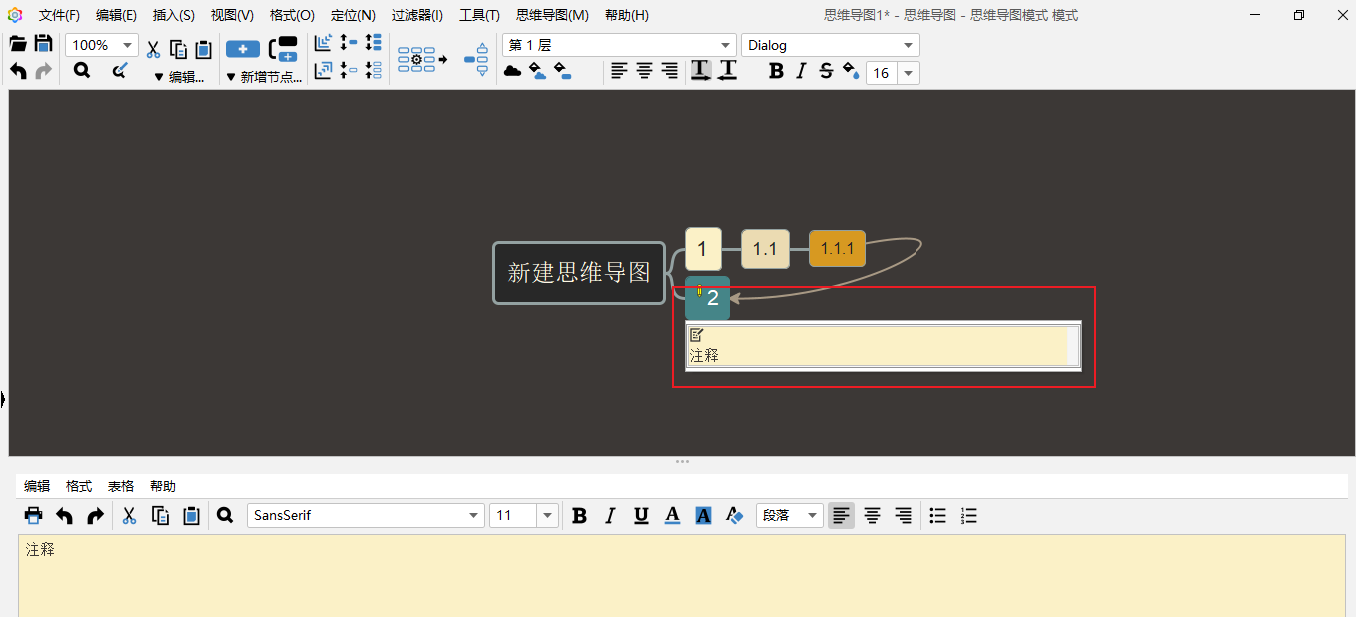 文件(F) 编辑(E) 插入(S) 视图(V) 格式(O) 定位(N) 过滤器(I) 工具(T) 思维导图(M) 帮助(H) 思维导图1* - 思维导图 - 思维导图模式 模式
100% 第 1 层 Dialog
编辑... 新增节点... 16
新建思维导图
1 1.1 1.1.1
2
注释
编辑 格式 表格 帮助
SansSerif 11 段落
注释